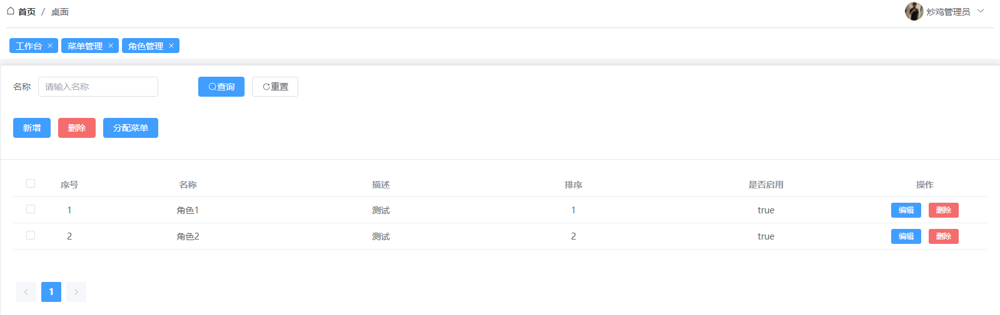 首页 / 桌面
炒鸡管理员
工作台 菜单管理 角色管理
名称 请输入名称 查询 重置
新增 删除 分配菜单
序号 名称 描述 排序 是否启用 操作
1 角色1 测试 1 true 编辑 删除
2 角色2 测试 2 true 编辑 删除
1